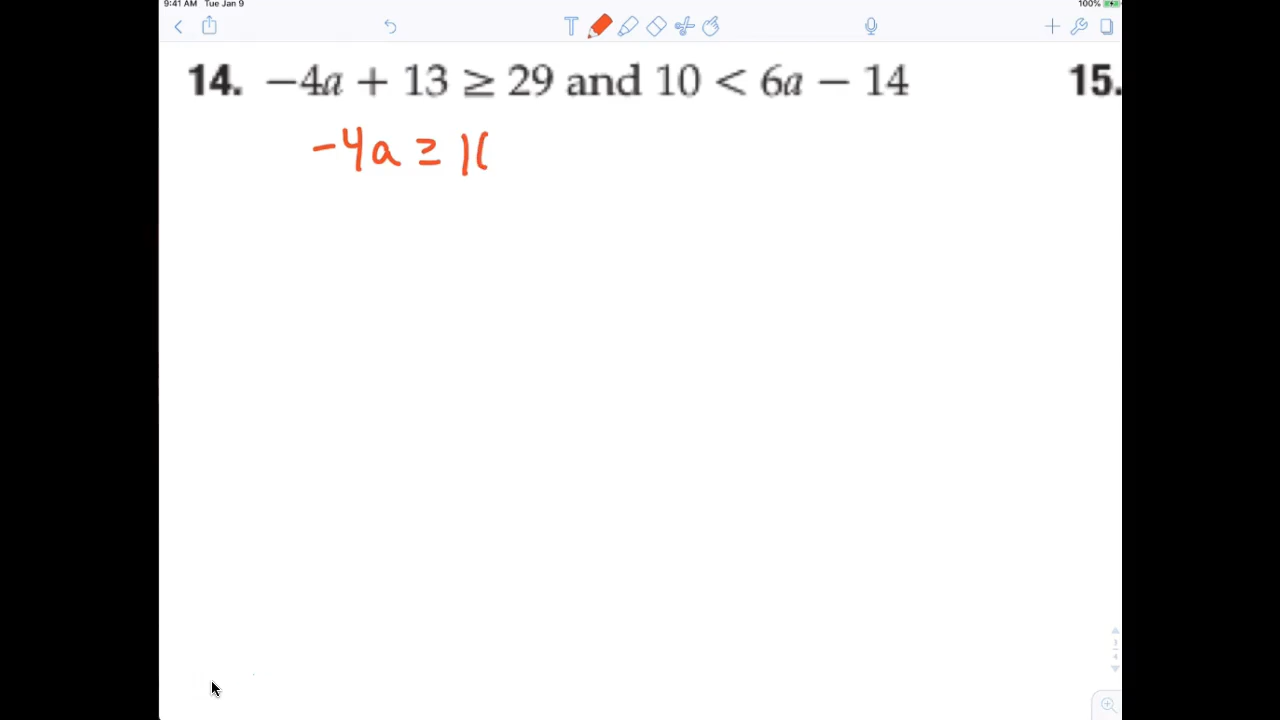 9:41 AM Tue Jan 9 100%
T
14. −4a + 13 ≥ 29 and 10 < 6a − 14 15.
-4a ≥ 1(